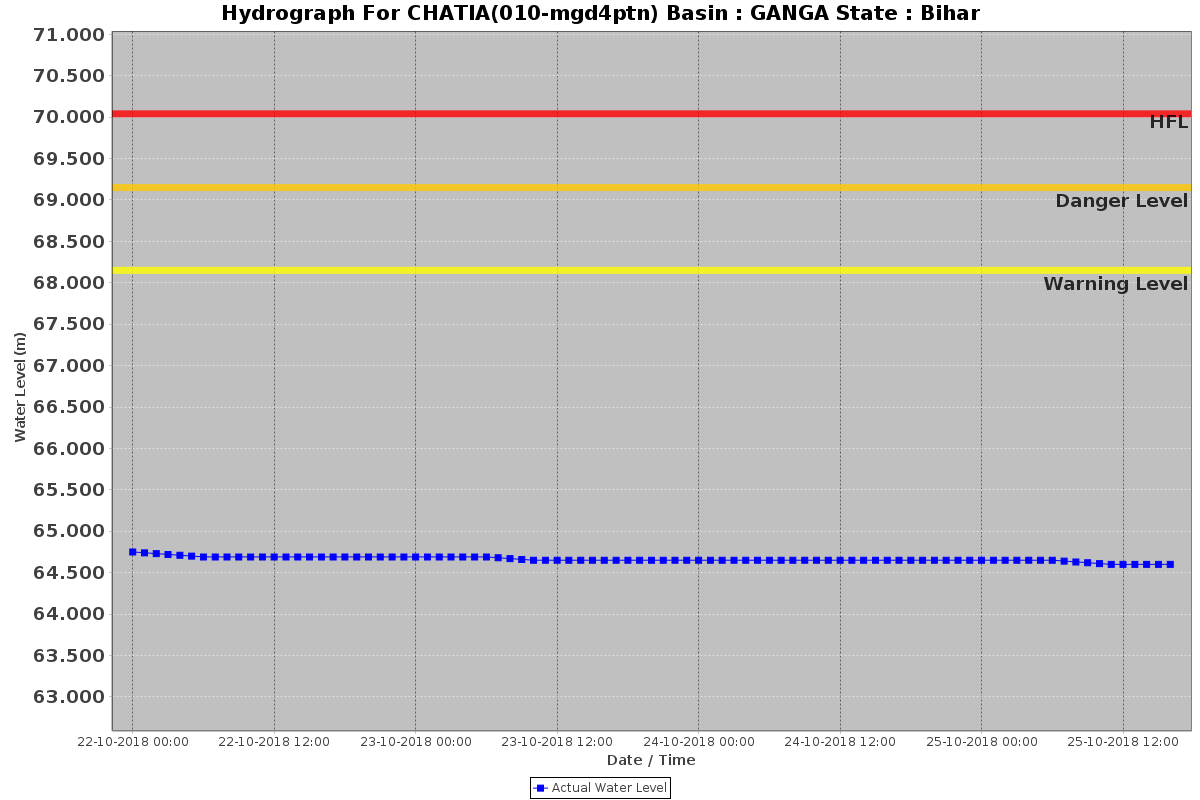 Hydrograph For CHATIA(010-mgd4ptn) Basin : GANGA State : Bihar
71.000
70.500
70.000
HFL
69.500
69.000
Danger Level
68.500
68.000
Warning Level
67.500
67.000
66.500
66.000
65.500
65.000
64.500
64.000
63.500
63.000
Water Level (m)
22-10-2018 00:00 22-10-2018 12:00 23-10-2018 00:00 23-10-2018 12:00 24-10-2018 00:00 24-10-2018 12:00 25-10-2018 00:00 25-10-2018 12:00
Date / Time
Actual Water Level